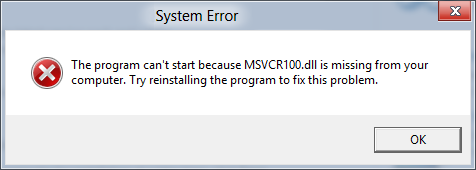 System Error
The program can't start because MSVCR100.dll is missing from your
computer. Try reinstalling the program to fix this problem.
OK